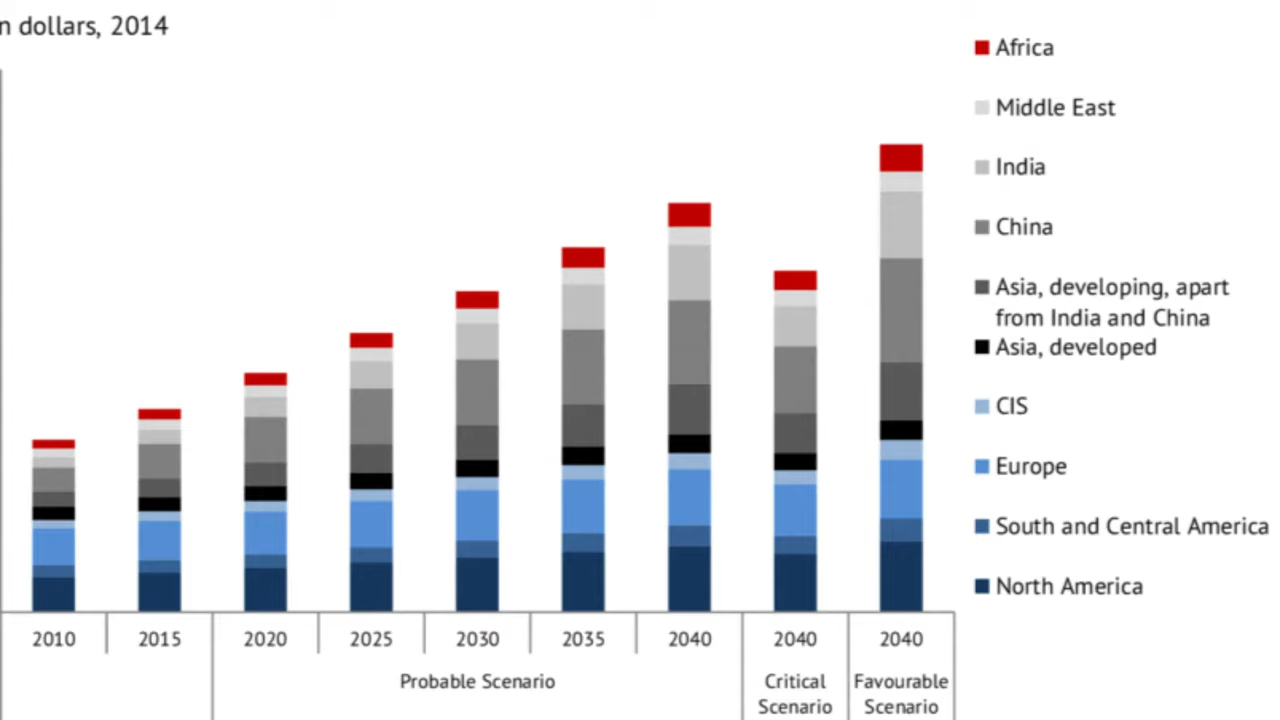 n dollars, 2014
Africa
Middle East
India
China
Asia, developing, apart
from India and China
Asia, developed
CIS
Europe
South and Central America
North America
2010 2015 2020 2025 2030 2035 2040 2040 2040
Probable Scenario Critical Favourable
Scenario Scenario